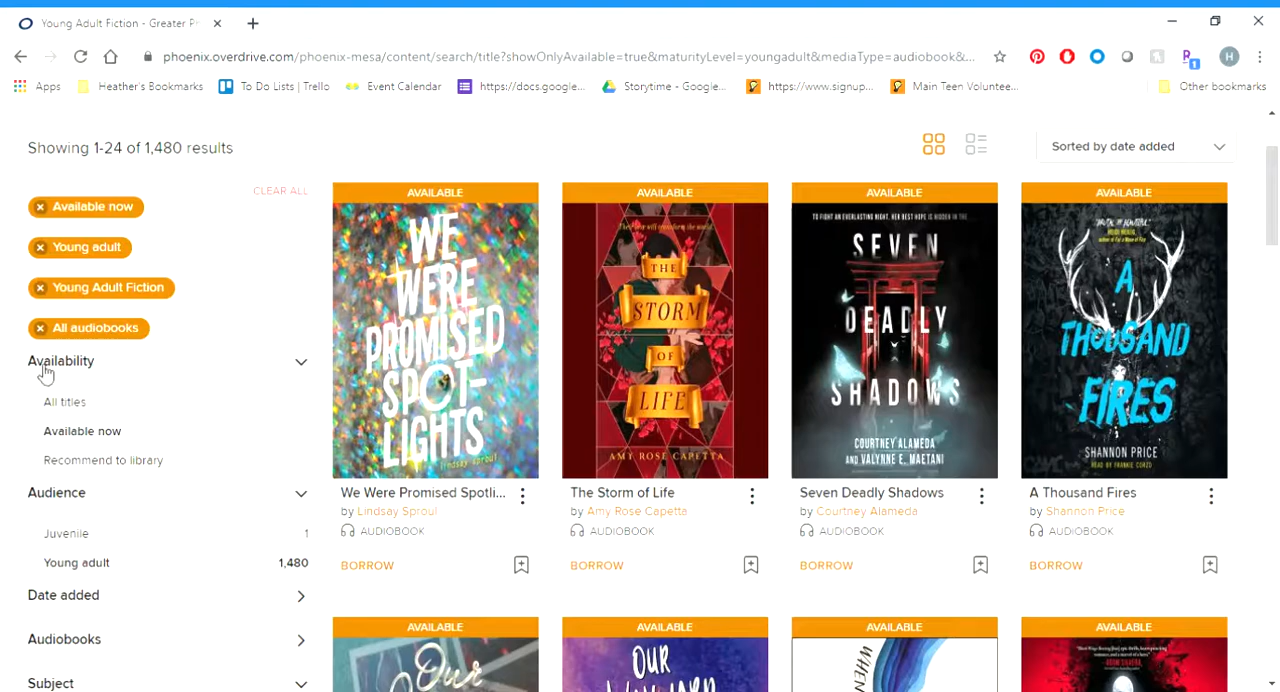 Young Adult Fiction - Greater Pr
phoenix.overdrive.com/phoenix-mesa/content/search/title?showOnlyAvailable=true&maturityLevel=youngadult&mediaType=audiobook&...
H
1
Apps
Heather's Bookmarks
To Do Lists | Trello
Event Calendar
https://docs.google...
Storytime - Google...
https://www.signup...
Main Teen Voluntee...
Other bookmarks
Showing 1-24 of 1,480 results
Sorted by date added
CLEAR ALL
Available now
Young adult
Young Adult Fiction
All audiobooks
Availability
All titles
Available now
Recommend to library
Audience
Juvenile 1
Young adult 1,480
Date added
Audiobooks
Subject
AVAILABLE
WE
WERE
PROMISED
SPOT-
LIGHTS
lindsay sproul
We Were Promised Spotli...
by Lindsay Sproul
AUDIOBOOK
BORROW
AVAILABLE
THE
STORM
OF
LIFE
AMY ROSE CAPETTA
The Storm of Life
by Amy Rose Capetta
AUDIOBOOK
BORROW
AVAILABLE
TO FIGHT AN EVERLASTING NIGHT, HER BEST HOPE IS HIDDEN IN THE
SEVEN
DEADLY
SHADOWS
COURTNEY ALAMEDA
AND VALYNNE E. MAETANI
Seven Deadly Shadows
by Courtney Alameda
AUDIOBOOK
BORROW
AVAILABLE
A
THOUSAND
FIRES
SHANNON PRICE
READ BY FRANKIE CORZO
A Thousand Fires
by Shannon Price
AUDIOBOOK
BORROW
AVAILABLE
Our
AVAILABLE
OUR
AVAILABLE
WHEN
AVAILABLE